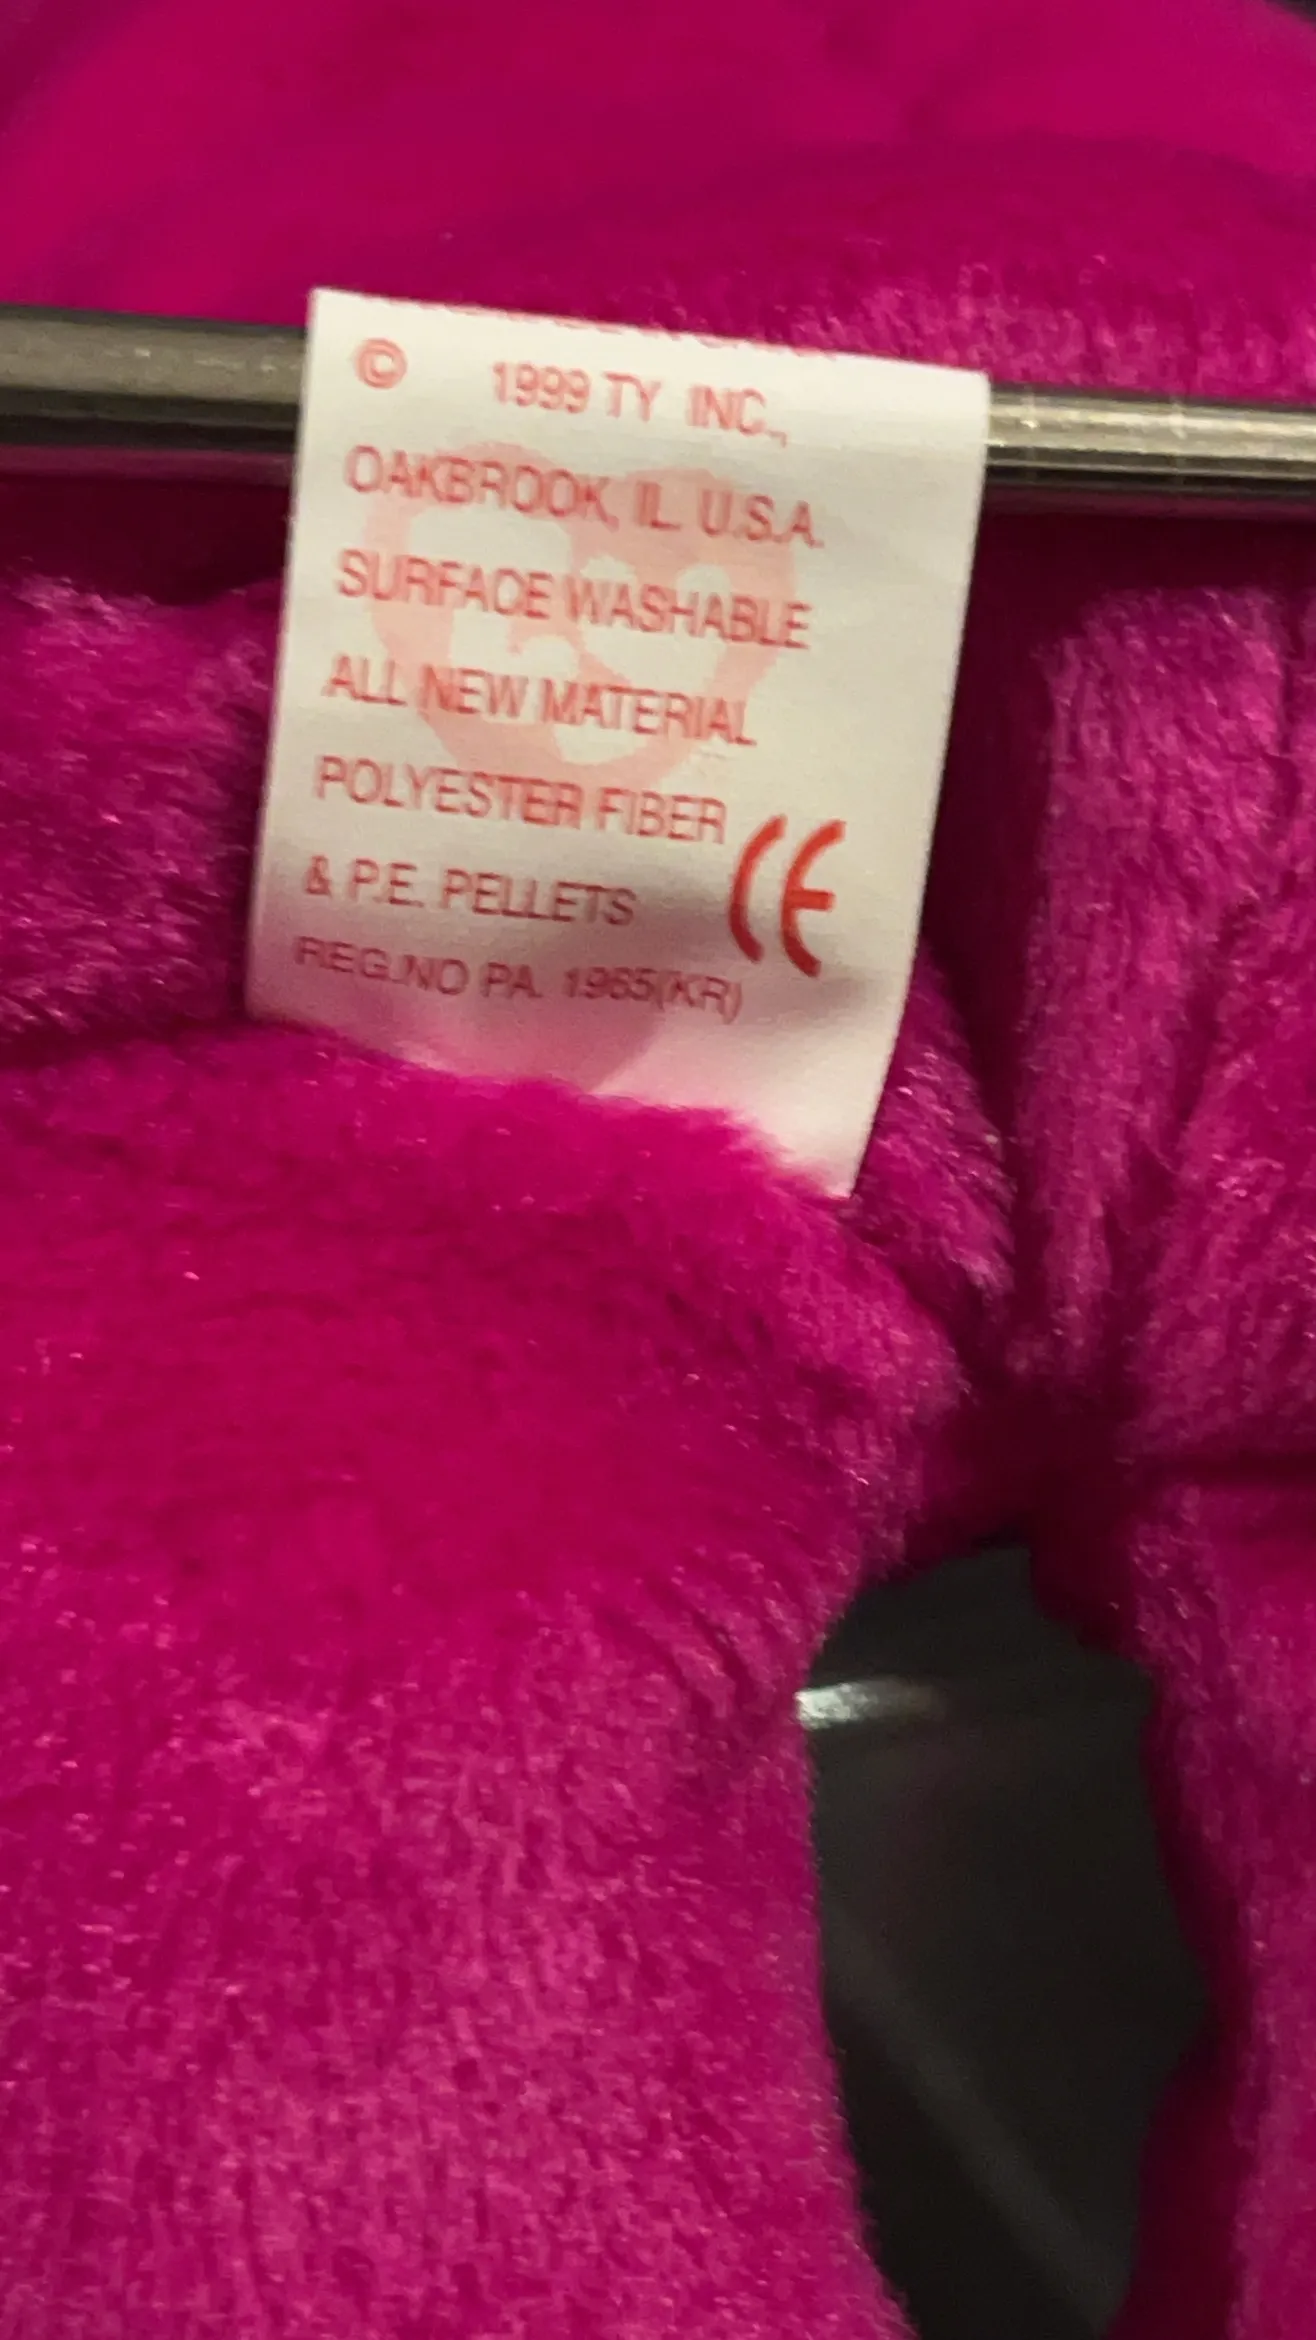 © 1999 TY INC.,
OAKBROOK, IL. U.S.A.
SURFACE WASHABLE
ALL NEW MATERIAL
POLYESTER FIBER
& P.E. PELLETS CE
REG.NO PA. 1965(KR)